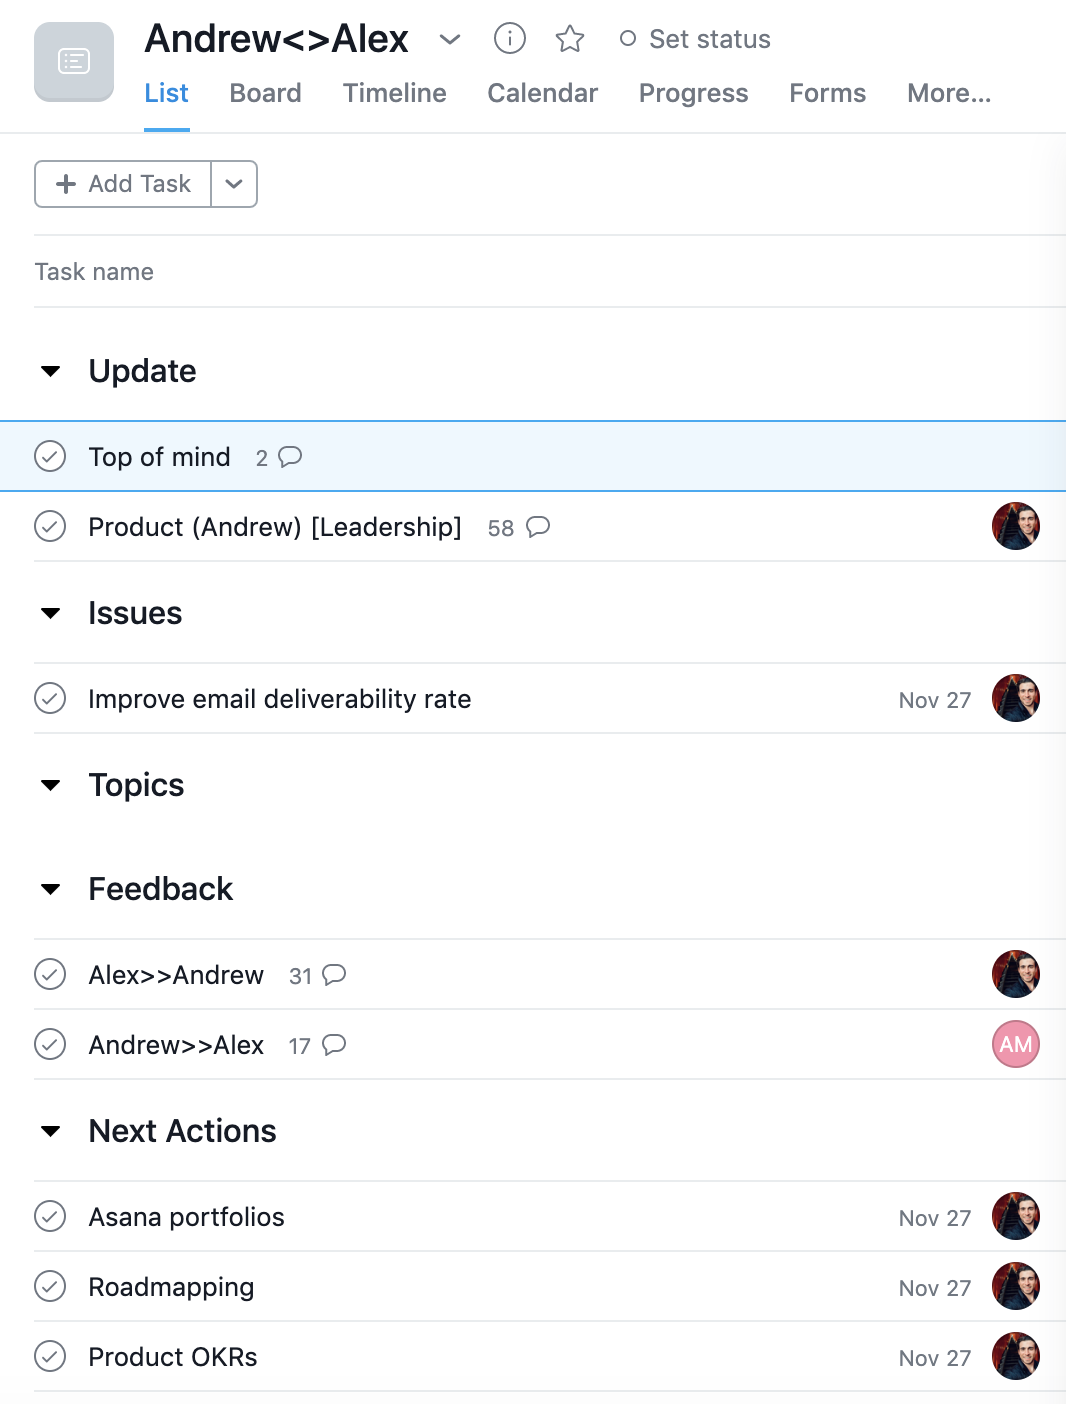 Andrew<>Alex
Set status
List Board Timeline Calendar Progress Forms More...
+ Add Task
Task name
Update
Top of mind 2
Product (Andrew) [Leadership] 58
Issues
Improve email deliverability rate Nov 27
Topics
Feedback
Alex>>Andrew 31
Andrew>>Alex 17 AM
Next Actions
Asana portfolios Nov 27
Roadmapping Nov 27
Product OKRs Nov 27